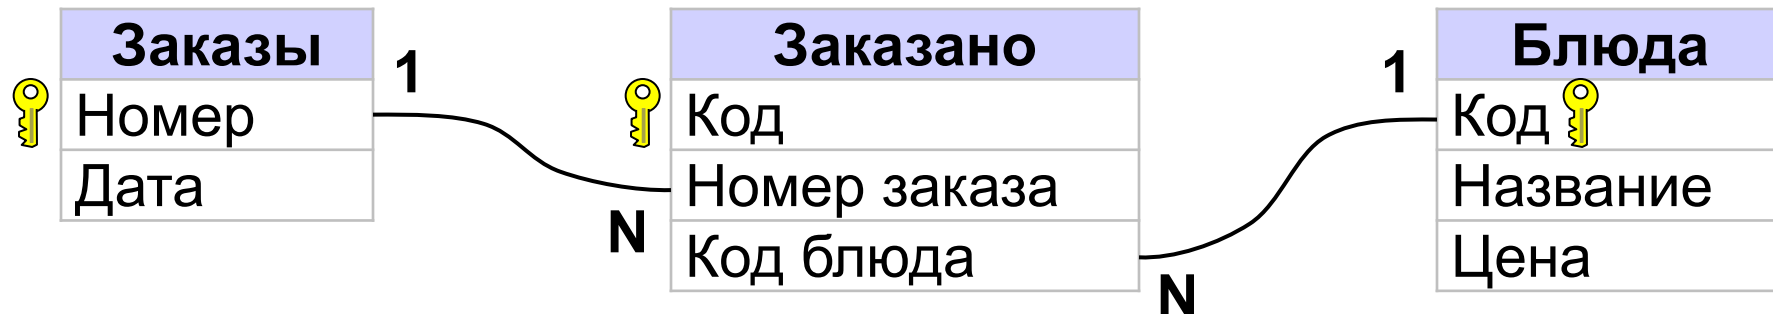 Заказы
1
Номер
Дата
N
Заказано
Код
Номер заказа
Код блюда
N
1
Блюда
Код
Название
Цена